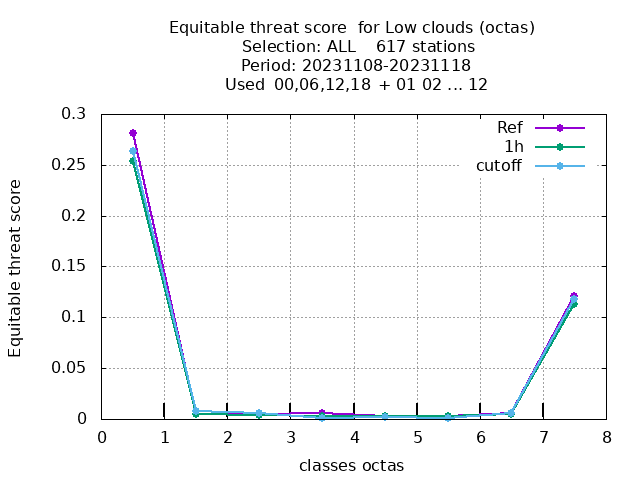 Equitable threat score  for Low clouds (octas)
Selection: ALL    617 stations
Period: 20231108-20231118
Used  00,06,12,18 + 01 02 ... 12
Ref
1h
cutoff
Equitable threat score
0.3
0.25
0.2
0.15
0.1
0.05
0
0 1 2 3 4 5 6 7 8
classes octas